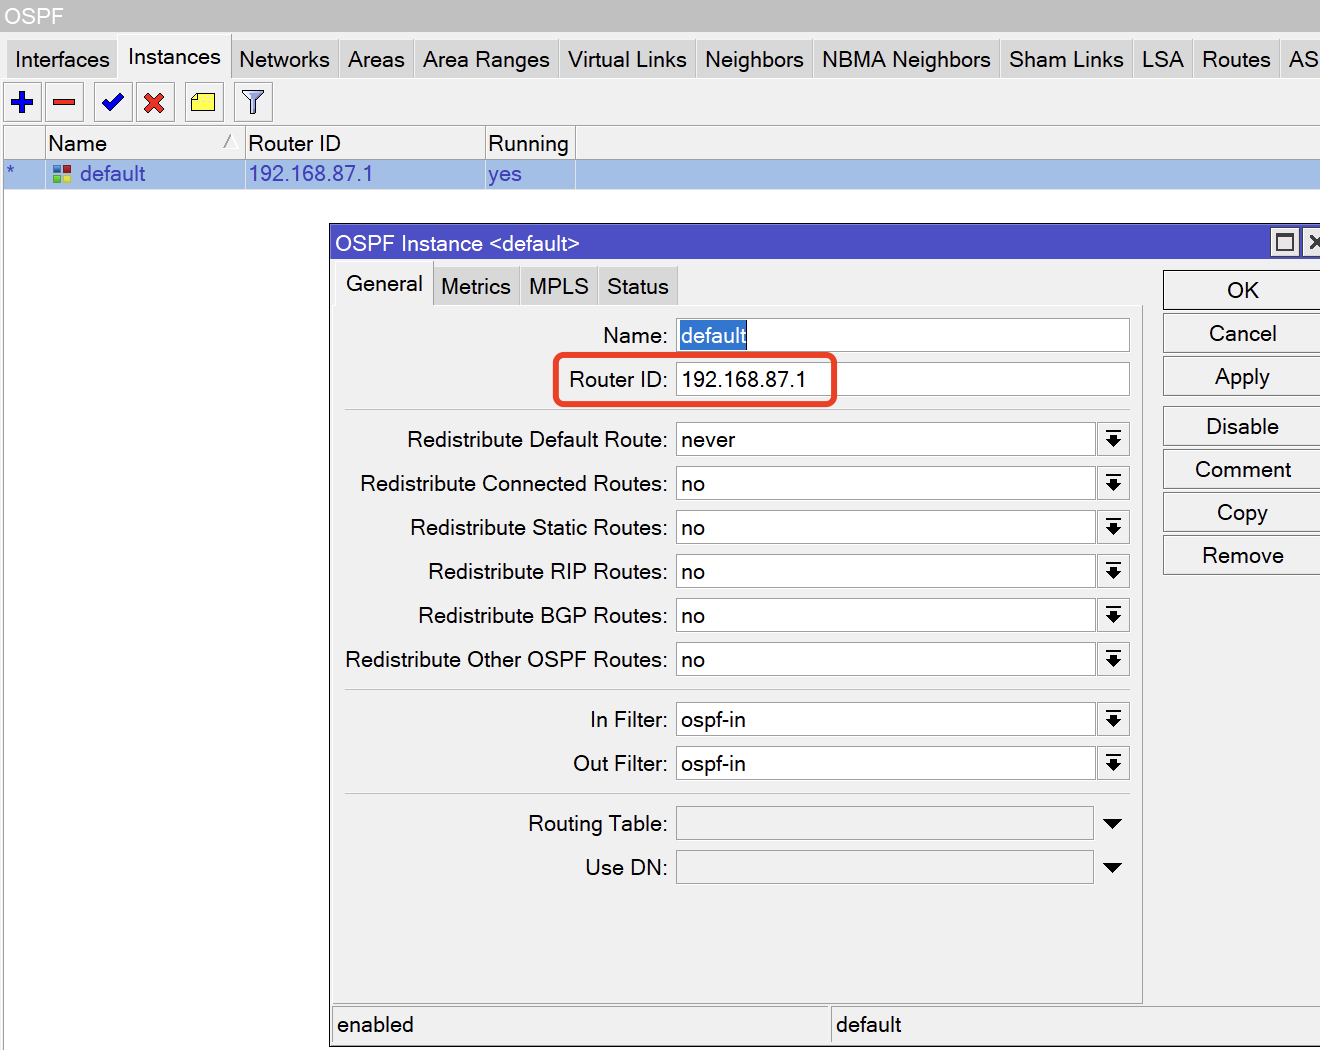 OSPF
Interfaces Instances Networks Areas Area Ranges Virtual Links Neighbors NBMA Neighbors Sham Links LSA Routes AS
Name Router ID Running
* default 192.168.87.1 yes
OSPF Instance <default>
General Metrics MPLS Status
Name: default
Router ID: 192.168.87.1
Redistribute Default Route: never
Redistribute Connected Routes: no
Redistribute Static Routes: no
Redistribute RIP Routes: no
Redistribute BGP Routes: no
Redistribute Other OSPF Routes: no
In Filter: ospf-in
Out Filter: ospf-in
Routing Table:
Use DN:
OK
Cancel
Apply
Disable
Comment
Copy
Remove
enabled default